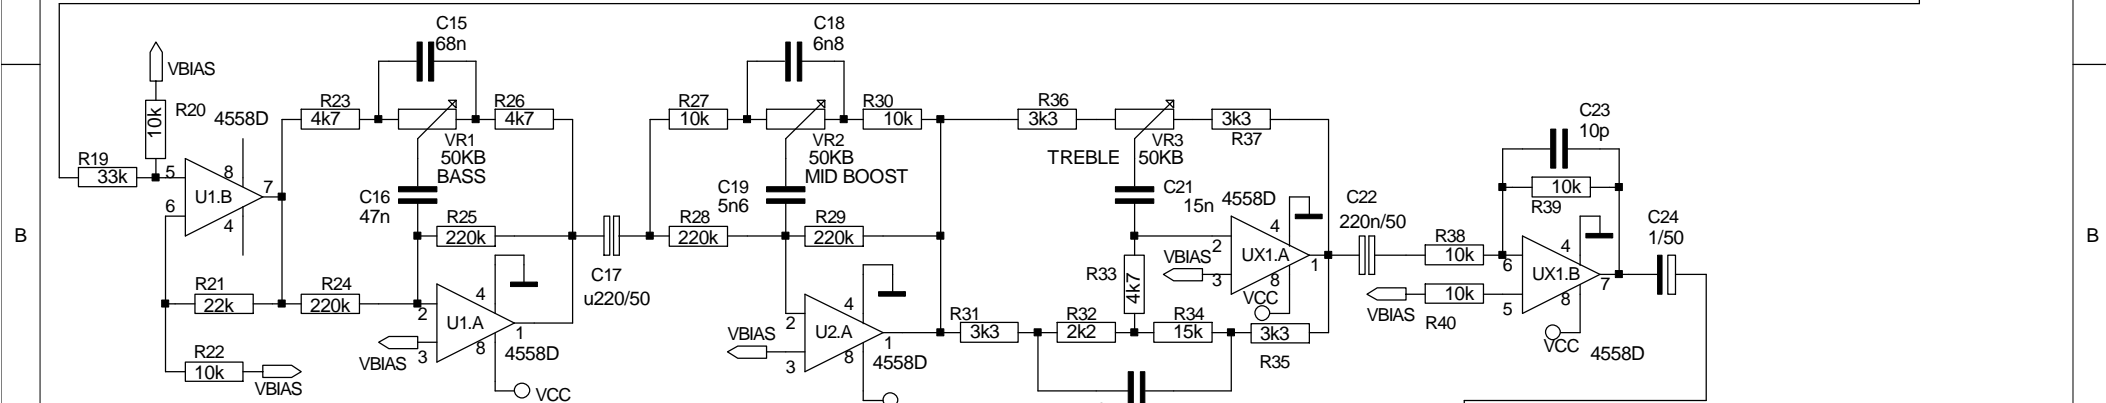 C15
68n
C18
6n8
VBIAS
R20
10k
4558D
R23
4k7
R26
4k7
R27
10k
R30
10k
R36
3k3
3k3
R37
C23
10p
VR1
50KB
BASS
VR2
50KB
MID BOOST
TREBLE
VR3
50KB
R19
33k
5
8
U1.B
7
6
4
C16
47n
C19
5n6
C21
15n
4558D
10k
R39
R25
220k
R28
220k
R29
220k
C22
220n/50
C24
1/50
B
B
C17
u220/50
VBIAS
2
3
4
UX1.A
1
8
VCC
R33
4k7
R38
10k
6
4
UX1.B
7
8
5
VBIAS
10k
R40
VCC
4558D
R21
22k
R24
220k
2
4
U1.A
1
8
3
VBIAS
4558D
VCC
R22
10k
VBIAS
VBIAS
2
3
4
U2.A
1
8
4558D
R31
3k3
R32
2k2
R34
15k
3k3
R35